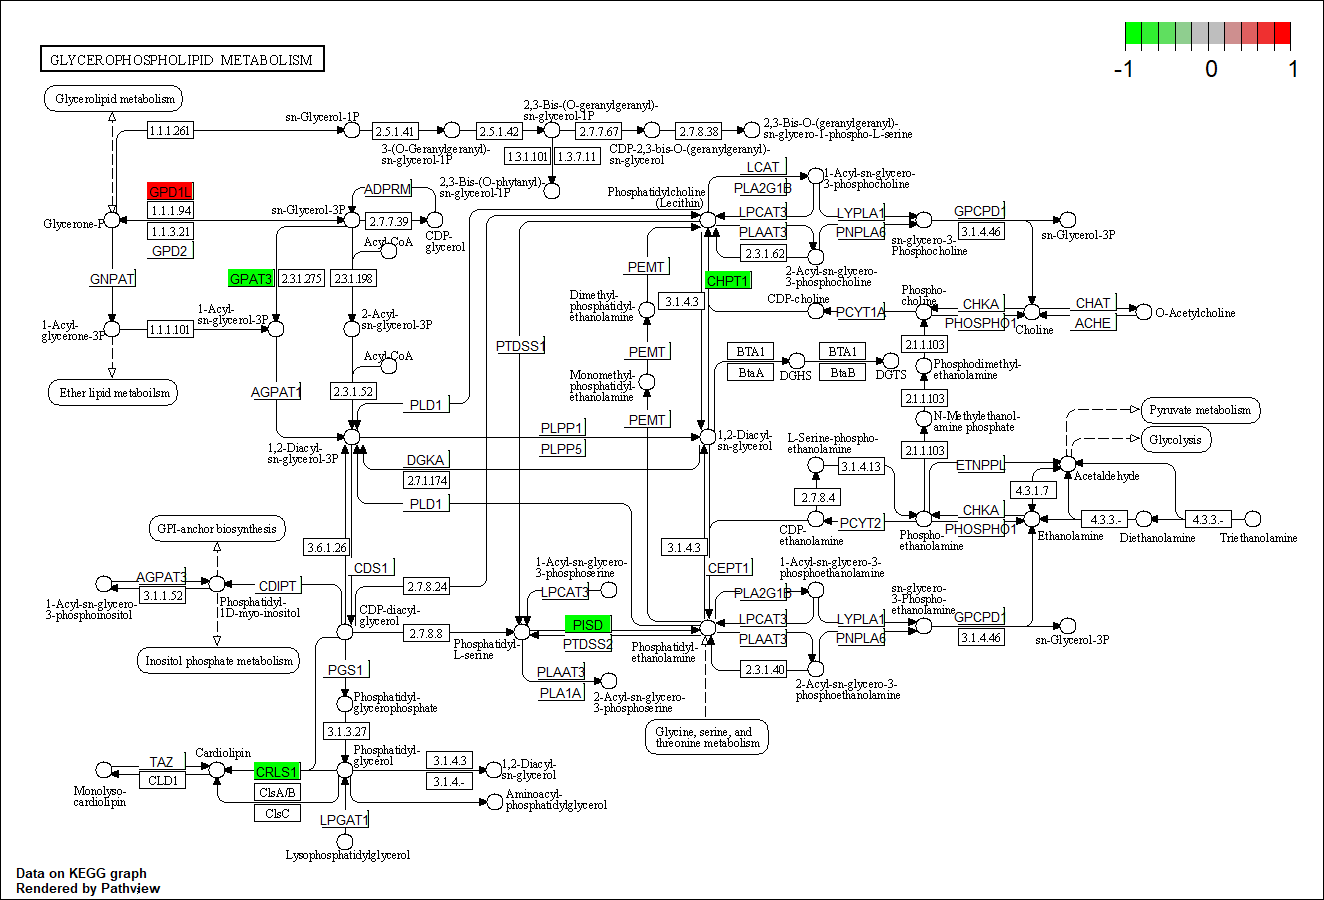 GLYCEROPHOSPHOLIPID METABOLISM
-1 0 1
Glycerolipid metabolism
1.1.1.261
sn-Glycerol-1P
2.5.1.41
3-(O-Geranylgeranyl)-
sn-glycerol-1P
2.5.1.42
2,3-Bis-(O-geranylgeranyl)-
sn-glycerol-1P
2.7.7.67
CDP-2,3-bis-O-(geranylgeranyl)-
sn-glycerol
2.7.8.38
2,3-Bis-O-(geranylgeranyl)-
sn-glycero-1-phospho-L-serine
1.3.1.101
1.3.7.11
2,3-Bis-(O-phytanyl)-
sn-glycerol-1P
GPD1L
1.1.1.94
1.1.3.21
GPD2
Glycerone-P
sn-Glycerol-3P
ADPRM
2.7.7.39
CDP-
glycerol
GNPAT
GPAT3
2.3.1.275
2.3.1.198
Acyl-CoA
1-Acyl-
glycerone-3P
1.1.1.101
1-Acyl-
sn-glycerol-3P
2-Acyl-
sn-glycerol-3P
Acyl-CoA
Ether lipid metaboilsm
AGPAT1
2.3.1.52
PLD1
1,2-Diacyl-
sn-glycerol-3P
PLPP1
PLPP5
DGKA
2.7.1.174
PLD1
PTDSS1
Phosphatidylcholine
(Lecithin)
PEMT
Dimethyl-
phosphatidyl-
ethanolamine
PEMT
Monomethyl-
phosphatidyl-
ethanolamine
PEMT
3.1.4.3
CHPT1
LCAT
PLA2G1B
LPCAT3
PLAAT3
2.3.1.62
1-Acyl-sn-glycero-
3-phosphocholine
2-Acyl-sn-glycero-
3-phosphocholine
LYPLA1
PNPLA6
sn-glycero-3-
Phosphocholine
GPCPD1
3.1.4.46
sn-Glycerol-3P
CDP-choline
PCYT1A
Phospho-
choline
CHKA
PHOSPHO1
Choline
CHAT
ACHE
O-Acetylcholine
BTA1
BtaA
DGHS
BTA1
BtaB
DGTS
2.1.1.103
Phosphodimethyl-
ethanolamine
2.1.1.103
N-Methylethanol-
amine phosphate
2.1.1.103
1,2-Diacyl-
sn-glycerol
L-Serine-phospho-
ethanolamine
3.1.4.13
2.7.8.4
CDP-
ethanolamine
PCYT2
Phospho-
ethanolamine
ETNPPL
CHKA
PHOSPHO1
Acetaldehyde
Pyruvate metabolism
Glycolysis
4.3.1.7
Ethanolamine
4.3.3.-
Diethanolamine
4.3.3.-
Triethanolamine
GPI-anchor biosynthesis
AGPAT3
3.1.1.52
1-Acyl-sn-glycero-
3-phosphoinositol
Phosphatidyl-
1D-myo-inositol
CDIPT
Inositol phosphate metabolism
3.6.1.26
CDS1
CDP-diacyl-
glycerol
2.7.8.24
2.7.8.8
Phosphatidyl-
L-serine
1-Acyl-sn-glycero-
3-phosphoserine
LPCAT3
PISD
PTDSS2
PLAAT3
PLA1A
2-Acyl-sn-glycero-
3-phosphoserine
3.1.4.3
CEPT1
Phosphatidyl-
ethanolamine
Glycine, serine, and
threonine metabolism
1-Acyl-sn-glycero-3-
phosphoethanolamine
PLA2G1B
LPCAT3
PLAAT3
2.3.1.40
2-Acyl-sn-glycero-3-
phosphoethanolamine
LYPLA1
PNPLA6
sn-glycero-
3-Phospho-
ethanolamine
GPCPD1
3.1.4.46
sn-Glycerol-3P
PGS1
Phosphatidyl-
glycerophosphate
3.1.3.27
Phosphatidyl-
glycerol
3.1.4.3
3.1.4.-
1,2-Diacyl-
sn-glycerol
Aminoacyl-
phosphatidylglycerol
TAZ
CLD1
Monolyso-
cardiolipin
Cardiolipin
CRLS1
ClsA/B
ClsC
LPGAT1
Lysophosphatidylglycerol
Data on KEGG graph
Rendered by Pathview